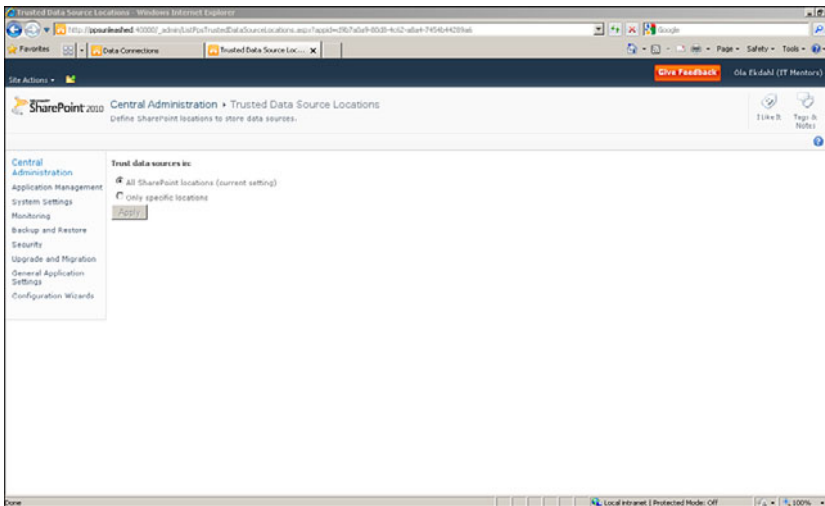 Trusted Data Source Locations - Windows Internet Explorer
Google
Favorites
Data Connections
Trusted Data Source Loc...
Page
Safety
Tools
Site Actions
Give Feedback
Ola Ekdahl (IT Mentors)
SharePoint 2010
Central Administration ▸ Trusted Data Source Locations
Define SharePoint locations to store data sources.
I Like It
Tags &
Notes
Central
Administration
Application Management
System Settings
Monitoring
Backup and Restore
Security
Upgrade and Migration
General Application
Settings
Configuration Wizards
Trust data sources in:
All SharePoint locations (current setting)
Only specific locations
Apply
Done
Local intranet | Protected Mode: Off
100%